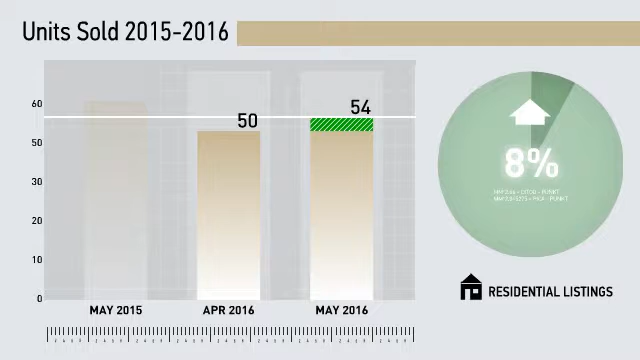 Units Sold 2015-2016
60
50
30
20
10
0
50
54
MAY 2015
APR 2016
MAY 2016
8%
RESIDENTIAL LISTINGS